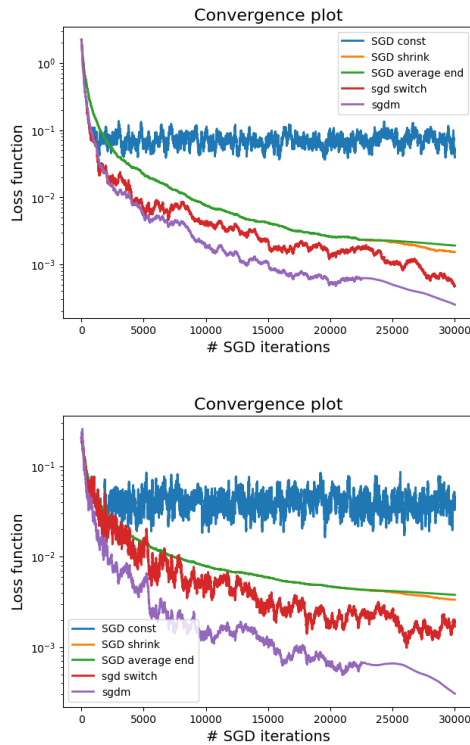 Convergence plot
SGD const
SGD shrink
SGD average end
sgd switch
sgdm
10⁰
10⁻¹
10⁻²
10⁻³
Loss function
0 5000 10000 15000 20000 25000 30000
# SGD iterations
Convergence plot
10⁻¹
10⁻²
10⁻³
Loss function
SGD const
SGD shrink
SGD average end
sgd switch
sgdm
0 5000 10000 15000 20000 25000 30000
# SGD iterations